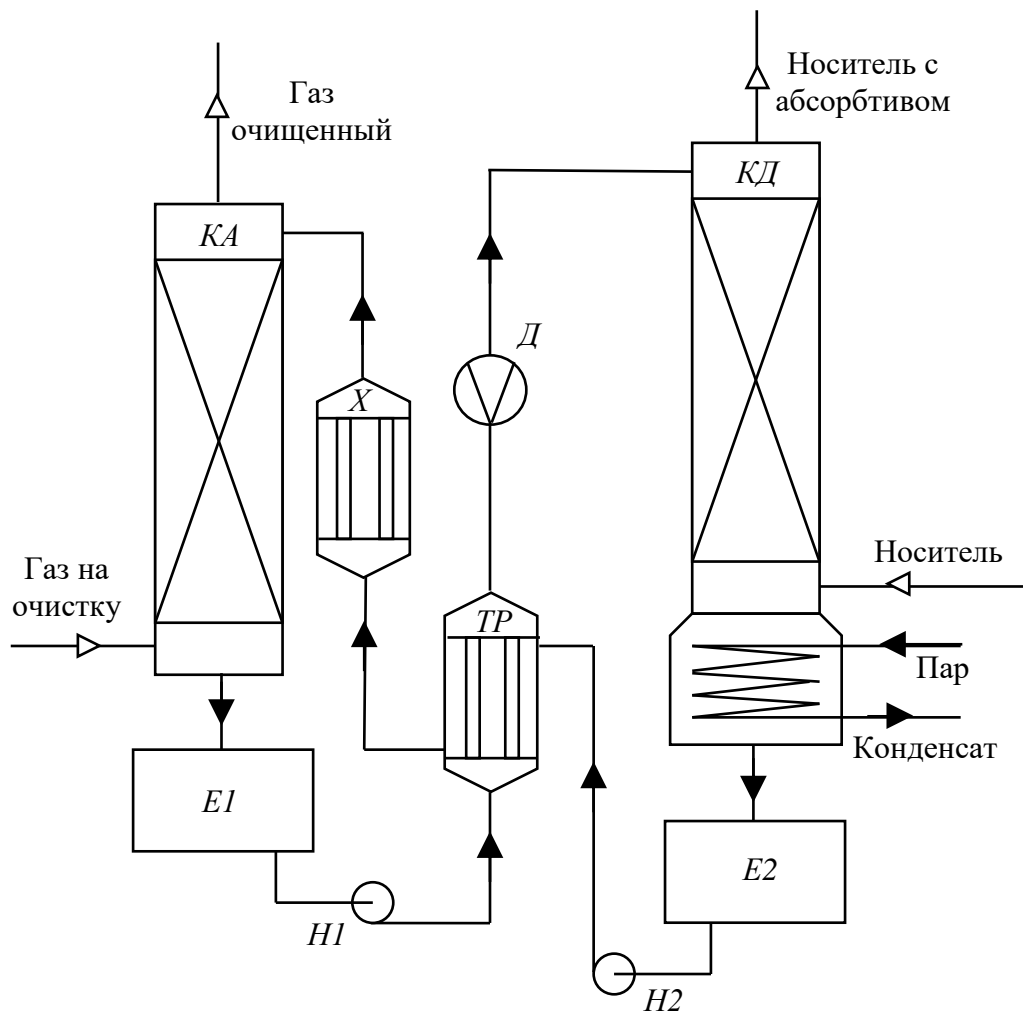 Газ
очищенный
Носитель с
абсорбтивом
КД
КА
Д
Х
Носитель
Газ на
очистку
ТР
Пар
Конденсат
Е1
Е2
Н1
Н2